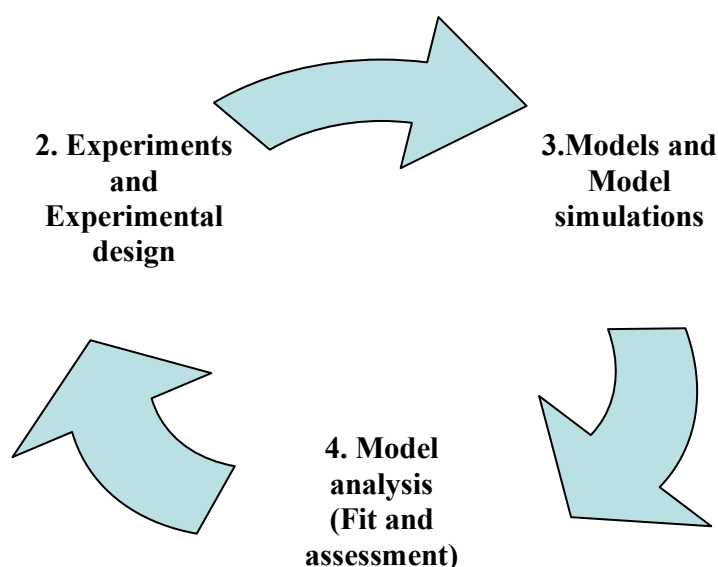 2. Experiments
and
Experimental
design
3.Models and
Model
simulations
4. Model
analysis
(Fit and
assessment)